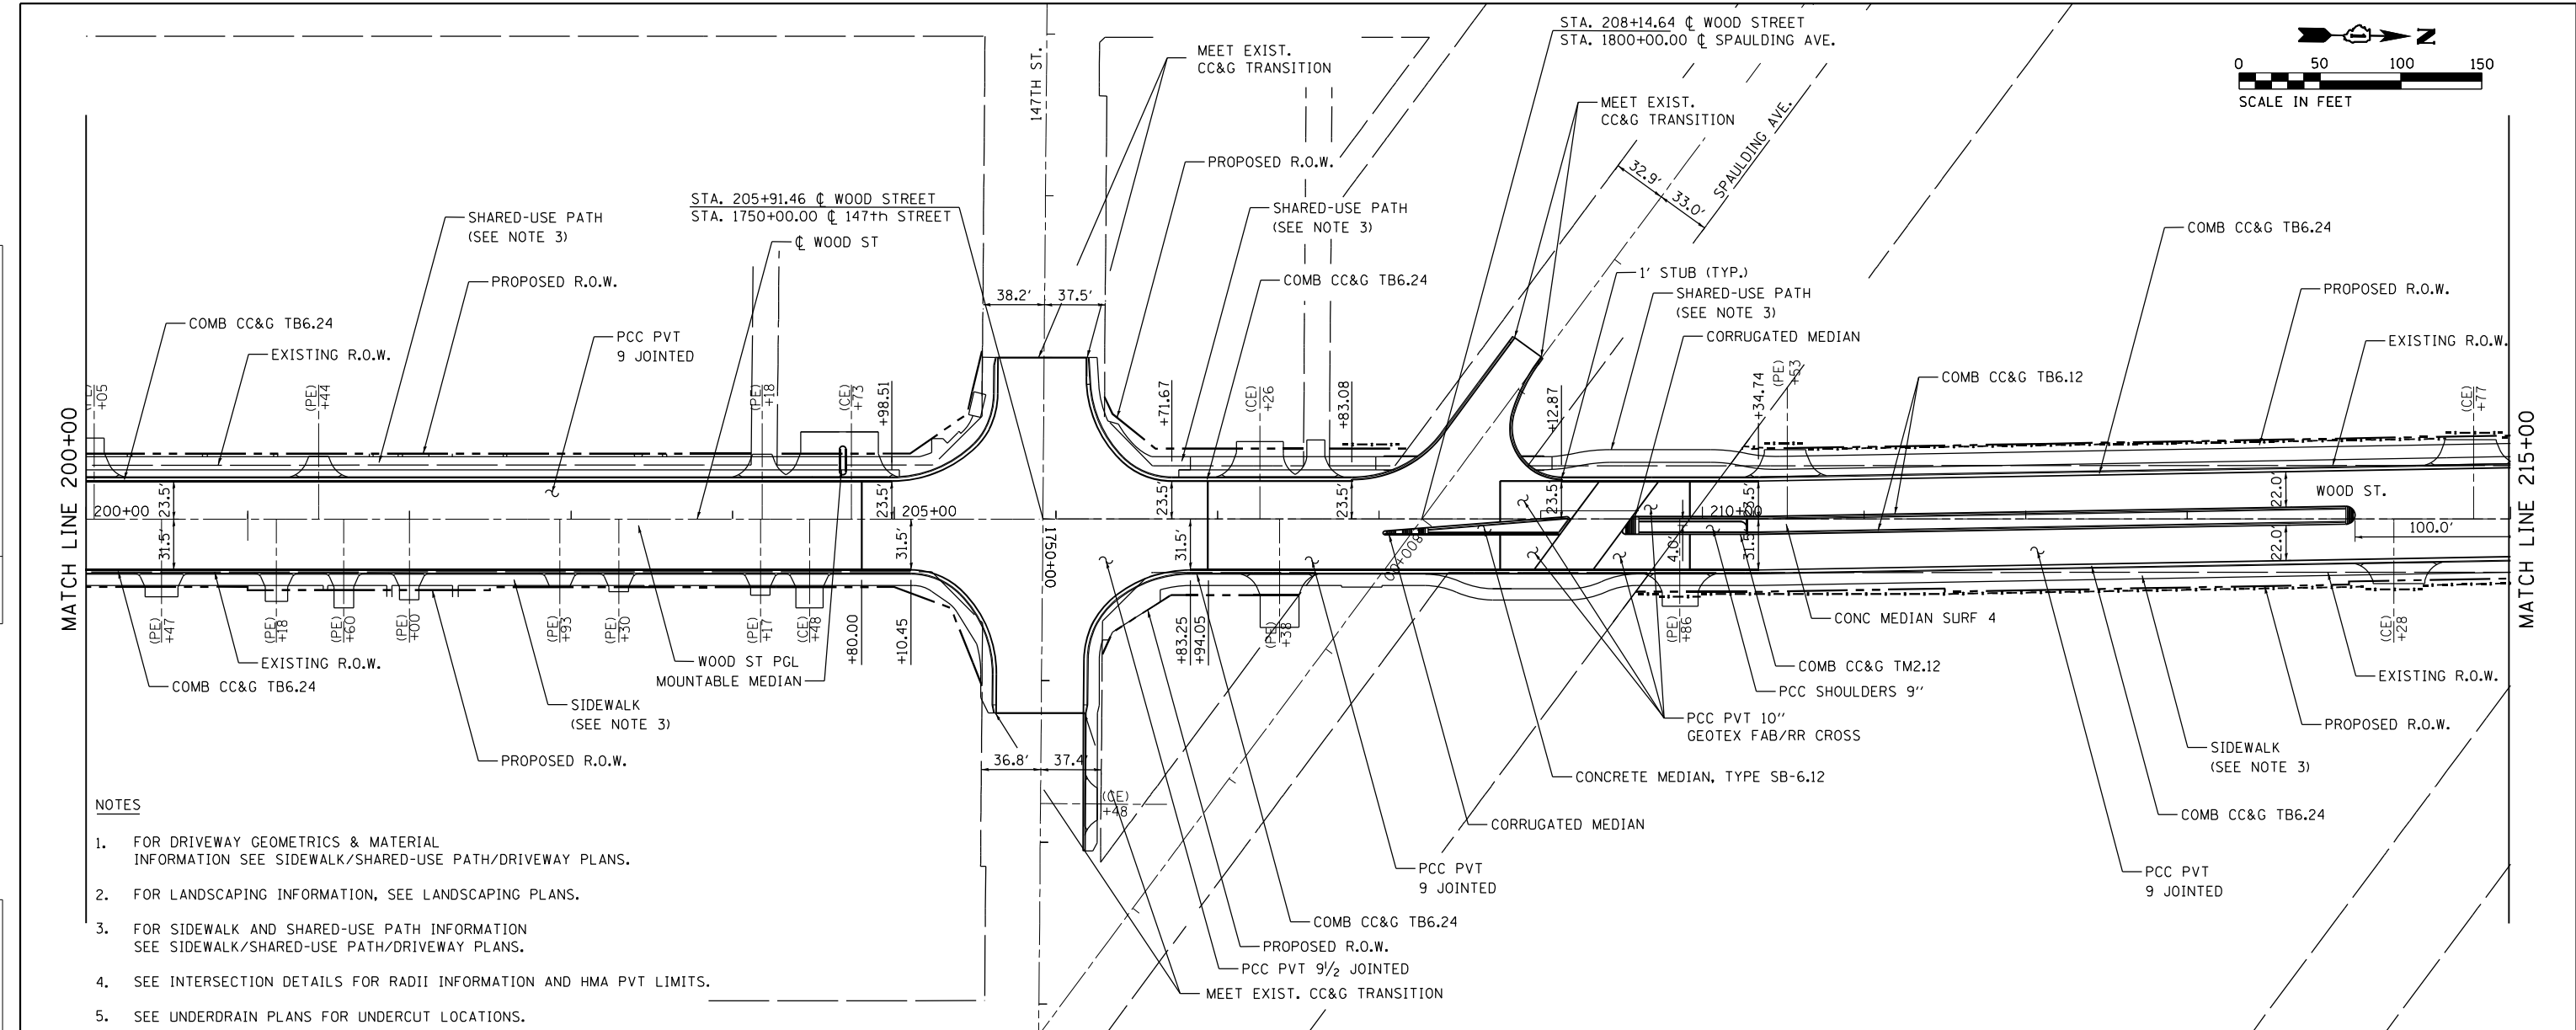 STA. 208+14.64 ℄ WOOD STREET
STA. 1800+00.00 ℄ SPAULDING AVE.
N
0 50 100 150
SCALE IN FEET
147TH ST.
MEET EXIST.
CC&G TRANSITION
MEET EXIST.
CC&G TRANSITION
PROPOSED R.O.W.
SPAULDING AVE.
32.9'
33.0'
STA. 205+91.46 ℄ WOOD STREET
STA. 1750+00.00 ℄ 147th STREET
℄ WOOD ST
SHARED-USE PATH
(SEE NOTE 3)
SHARED-USE PATH
(SEE NOTE 3)
COMB CC&G TB6.24
PROPOSED R.O.W.
COMB CC&G TB6.24
1' STUB (TYP.)
SHARED-USE PATH
(SEE NOTE 3)
PROPOSED R.O.W.
38.2'
37.5'
COMB CC&G TB6.24
EXISTING R.O.W.
PCC PVT
9 JOINTED
CORRUGATED MEDIAN
EXISTING R.O.W.
COMB CC&G TB6.12
+05
(PE)
+44
(PE)
+18
(CE)
+73
+98.51
+71.67
(CE)
+26
+83.08
+12.87
+34.74
(PE)
+53
(CE)
+77
MATCH LINE 200+00
MATCH LINE 215+00
200+00
23.5'
31.5'
23.5'
205+00
31.5'
1750+00
23.5'
31.5'
23.5'
1800+00
23.5'
210+00
4.0'
23.5'
31.5'
22.0'
22.0'
WOOD ST.
100.0'
(PE)
+47
(PE)
+18
(PE)
+60
(PE)
+00
(PE)
+93
(PE)
+30
(PE)
+17
(CE)
+48
+80.00
+10.45
+83.25
+94.05
(PE)
+38
(PE)
+86
(CE)
+28
CONC MEDIAN SURF 4
EXISTING R.O.W.
COMB CC&G TB6.24
WOOD ST PGL
MOUNTABLE MEDIAN
SIDEWALK
(SEE NOTE 3)
PROPOSED R.O.W.
COMB CC&G TM2.12
PCC SHOULDERS 9''
EXISTING R.O.W.
PCC PVT 10''
GEOTEX FAB/RR CROSS
PROPOSED R.O.W.
SIDEWALK
(SEE NOTE 3)
36.8'
37.4'
(CE)
+48
CONCRETE MEDIAN, TYPE SB-6.12
COMB CC&G TB6.24
CORRUGATED MEDIAN
PCC PVT
9 JOINTED
PCC PVT
9 JOINTED
COMB CC&G TB6.24
PROPOSED R.O.W.
PCC PVT 9½ JOINTED
MEET EXIST. CC&G TRANSITION
NOTES
1. FOR DRIVEWAY GEOMETRICS & MATERIAL
INFORMATION SEE SIDEWALK/SHARED-USE PATH/DRIVEWAY PLANS.
2. FOR LANDSCAPING INFORMATION, SEE LANDSCAPING PLANS.
3. FOR SIDEWALK AND SHARED-USE PATH INFORMATION
SEE SIDEWALK/SHARED-USE PATH/DRIVEWAY PLANS.
4. SEE INTERSECTION DETAILS FOR RADII INFORMATION AND HMA PVT LIMITS.
5. SEE UNDERDRAIN PLANS FOR UNDERCUT LOCATIONS.